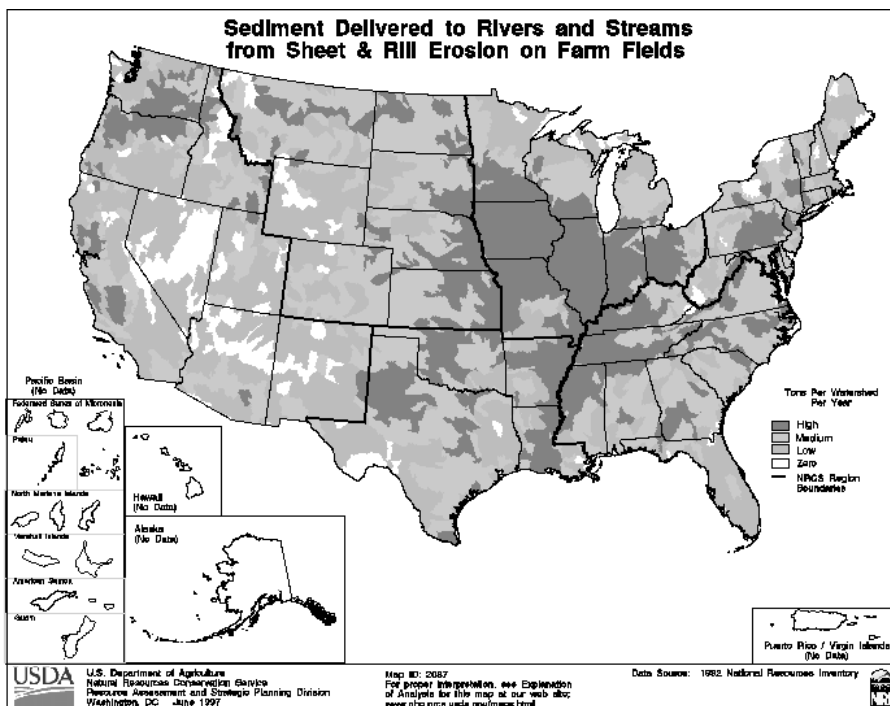 Sediment Delivered to Rivers and Streams
from Sheet & Rill Erosion on Farm Fields
Pacific Basin
(No Data)
Federated States of Micronesia
Palau
North Mariana Islands
Marshall Islands
American Samoa
Guam
Hawaii
(No Data)
Alaska
(No Data)
Tons Per Watershed
Per Year
High
Medium
Low
Zero
NRCS Region
Boundaries
Puerto Rico / Virgin Islands
(No Data)
USDA
U.S. Department of Agriculture
Natural Resources Conservation Service
Resource Assessment and Strategic Planning Division
Washington, DC June 1997
Map ID: 2087
For proper interpretation, see Explanation
of Analysis for this map at our web site:
Data Source: 1992 National Resources Inventory